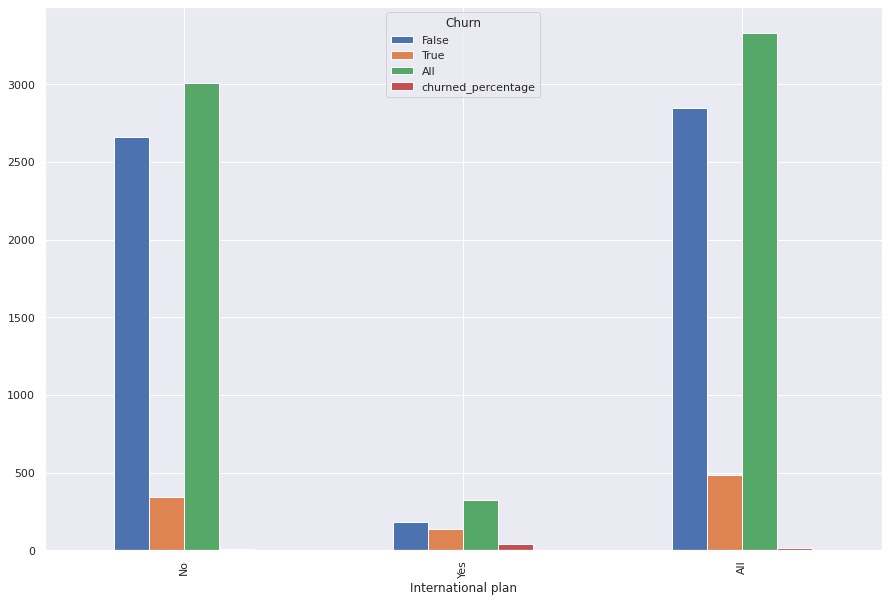 Churn
False
True
All
churned_percentage
3000
2500
2000
1500
1000
500
0
No
Yes
All
International plan